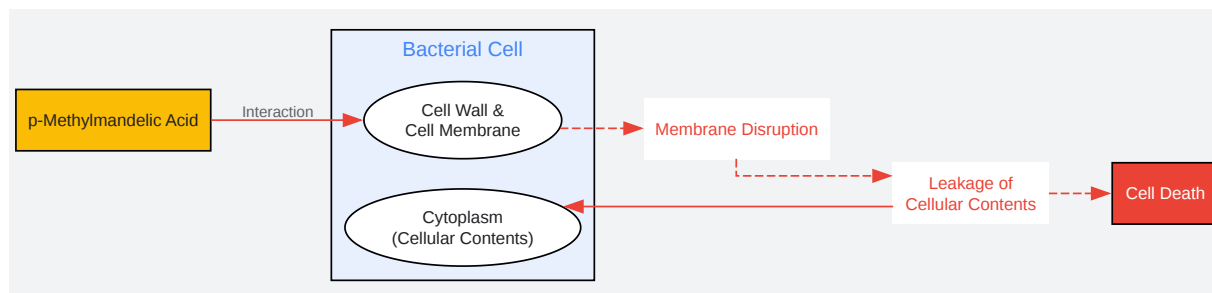 Bacterial Cell
p-Methylmandelic Acid
Interaction
Cell Wall &
Cell Membrane
Membrane Disruption
Leakage of
Cellular Contents
Cell Death
Cytoplasm
(Cellular Contents)